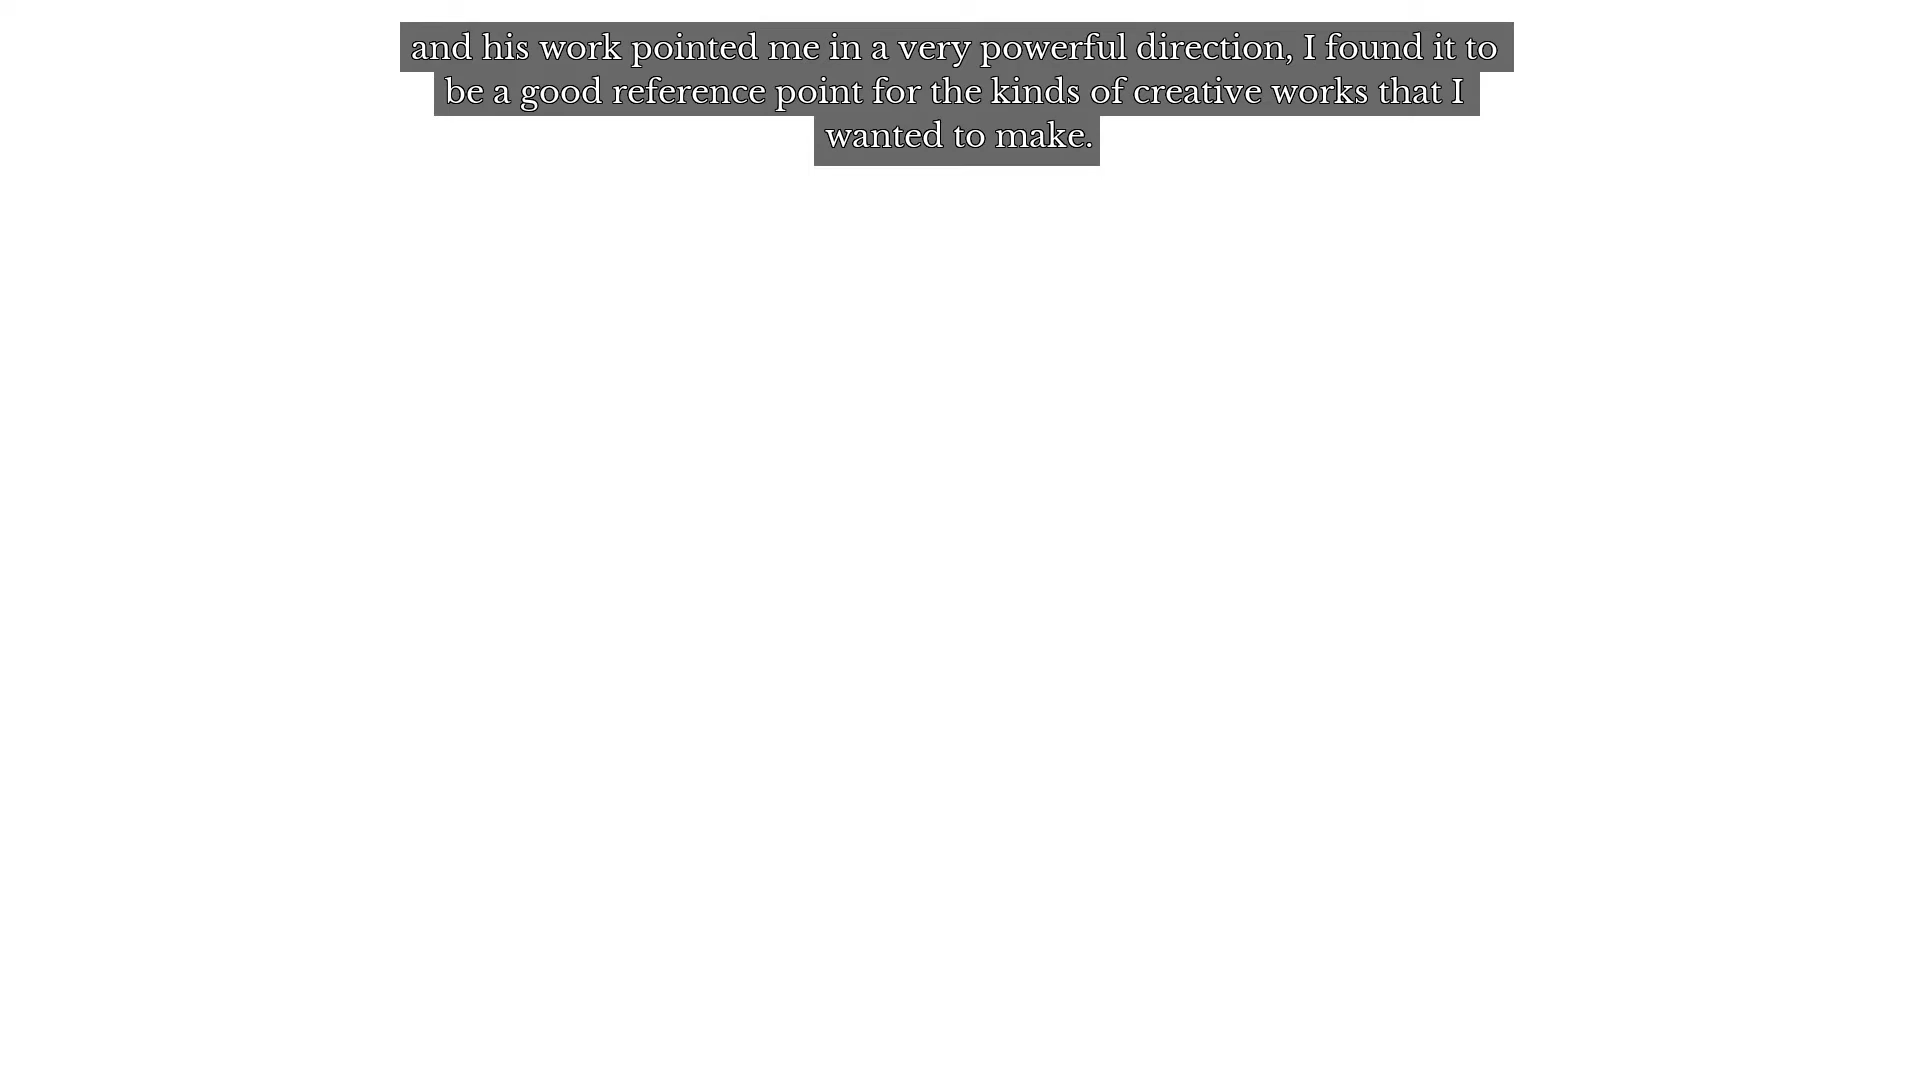 and his work pointed me in a very powerful direction, I found it to
be a good reference point for the kinds of creative works that I
wanted to make.